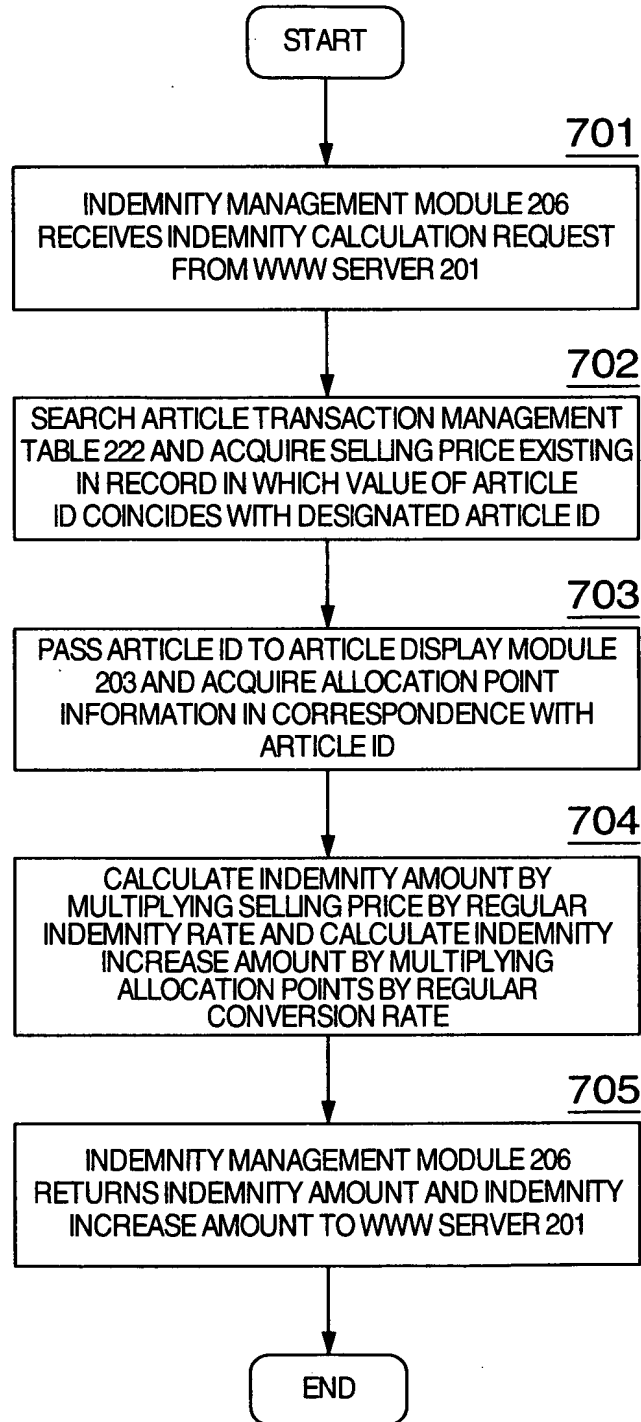 START
701
INDEMNITY MANAGEMENT MODULE 206
RECEIVES INDEMNITY CALCULATION REQUEST
FROM WWW SERVER 201
702
SEARCH ARTICLE TRANSACTION MANAGEMENT
TABLE 222 AND ACQUIRE SELLING PRICE EXISTING
IN RECORD IN WHICH VALUE OF ARTICLE
ID COINCIDES WITH DESIGNATED ARTICLE ID
703
PASS ARTICLE ID TO ARTICLE DISPLAY MODULE
203 AND ACQUIRE ALLOCATION POINT
INFORMATION IN CORRESPONDENCE WITH
ARTICLE ID
704
CALCULATE INDEMNITY AMOUNT BY
MULTIPLYING SELLING PRICE BY REGULAR
INDEMNITY RATE AND CALCULATE INDEMNITY
INCREASE AMOUNT BY MULTIPLYING
ALLOCATION POINTS BY REGULAR
CONVERSION RATE
705
INDEMNITY MANAGEMENT MODULE 206
RETURNS INDEMNITY AMOUNT AND INDEMNITY
INCREASE AMOUNT TO WWW SERVER 201
END